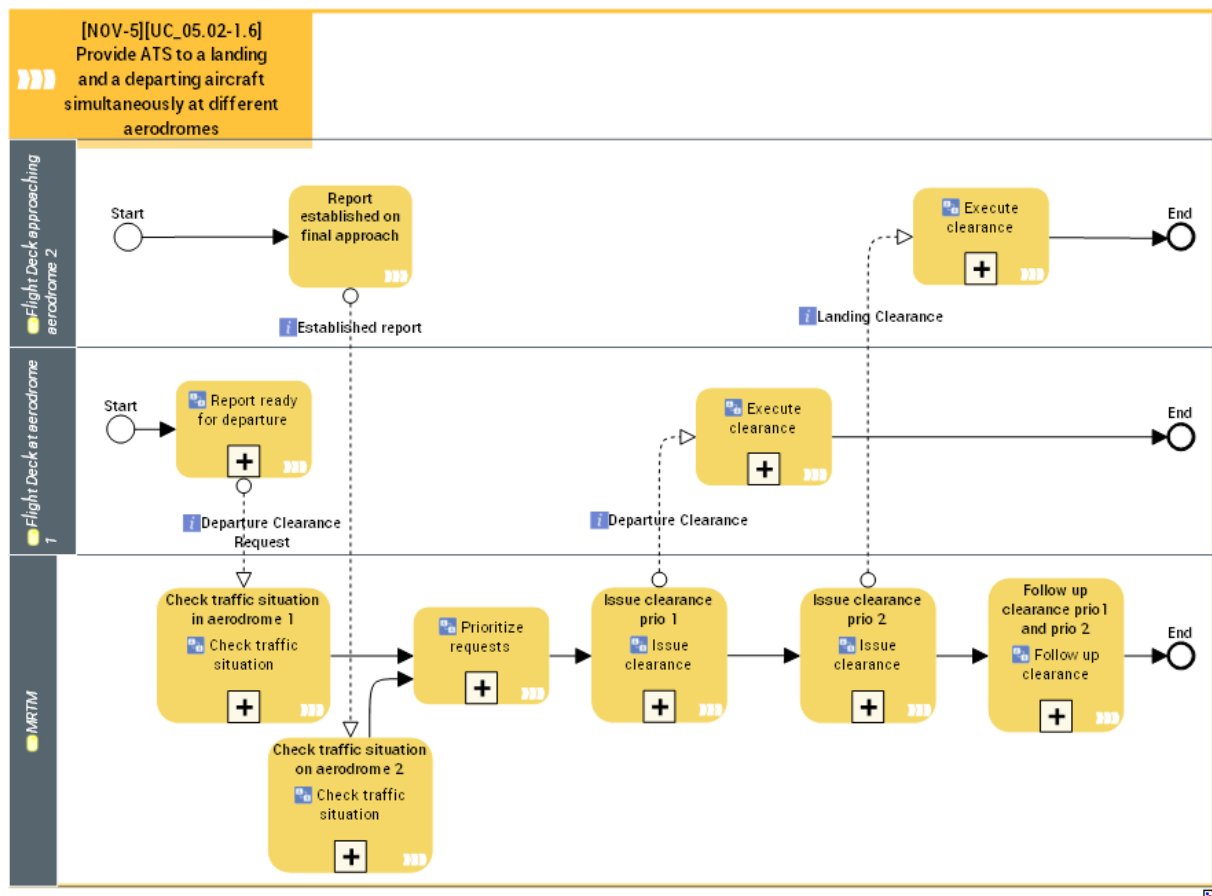 [NOV-5][UC_05.02-1.6]
Provide ATS to a landing
and a departing aircraft
simultaneously at different
aerodromes
Flight Deck approaching
aerodrome 2
Start
Report
established on
final approach
Established report
Execute
clearance
Landing Clearance
End
Flight Deck at aerodrome
1
Start
Report ready
for departure
Departure Clearance
Request
Execute
clearance
Departure Clearance
End
MRTM
Check traffic situation
in aerodrome 1
Check traffic
situation
Check traffic situation
on aerodrome 2
Check traffic
situation
Prioritize
requests
Issue clearance
prio 1
Issue
clearance
Issue clearance
prio 2
Issue
clearance
Follow up
clearance prio1
and prio 2
Follow up
clearance
End